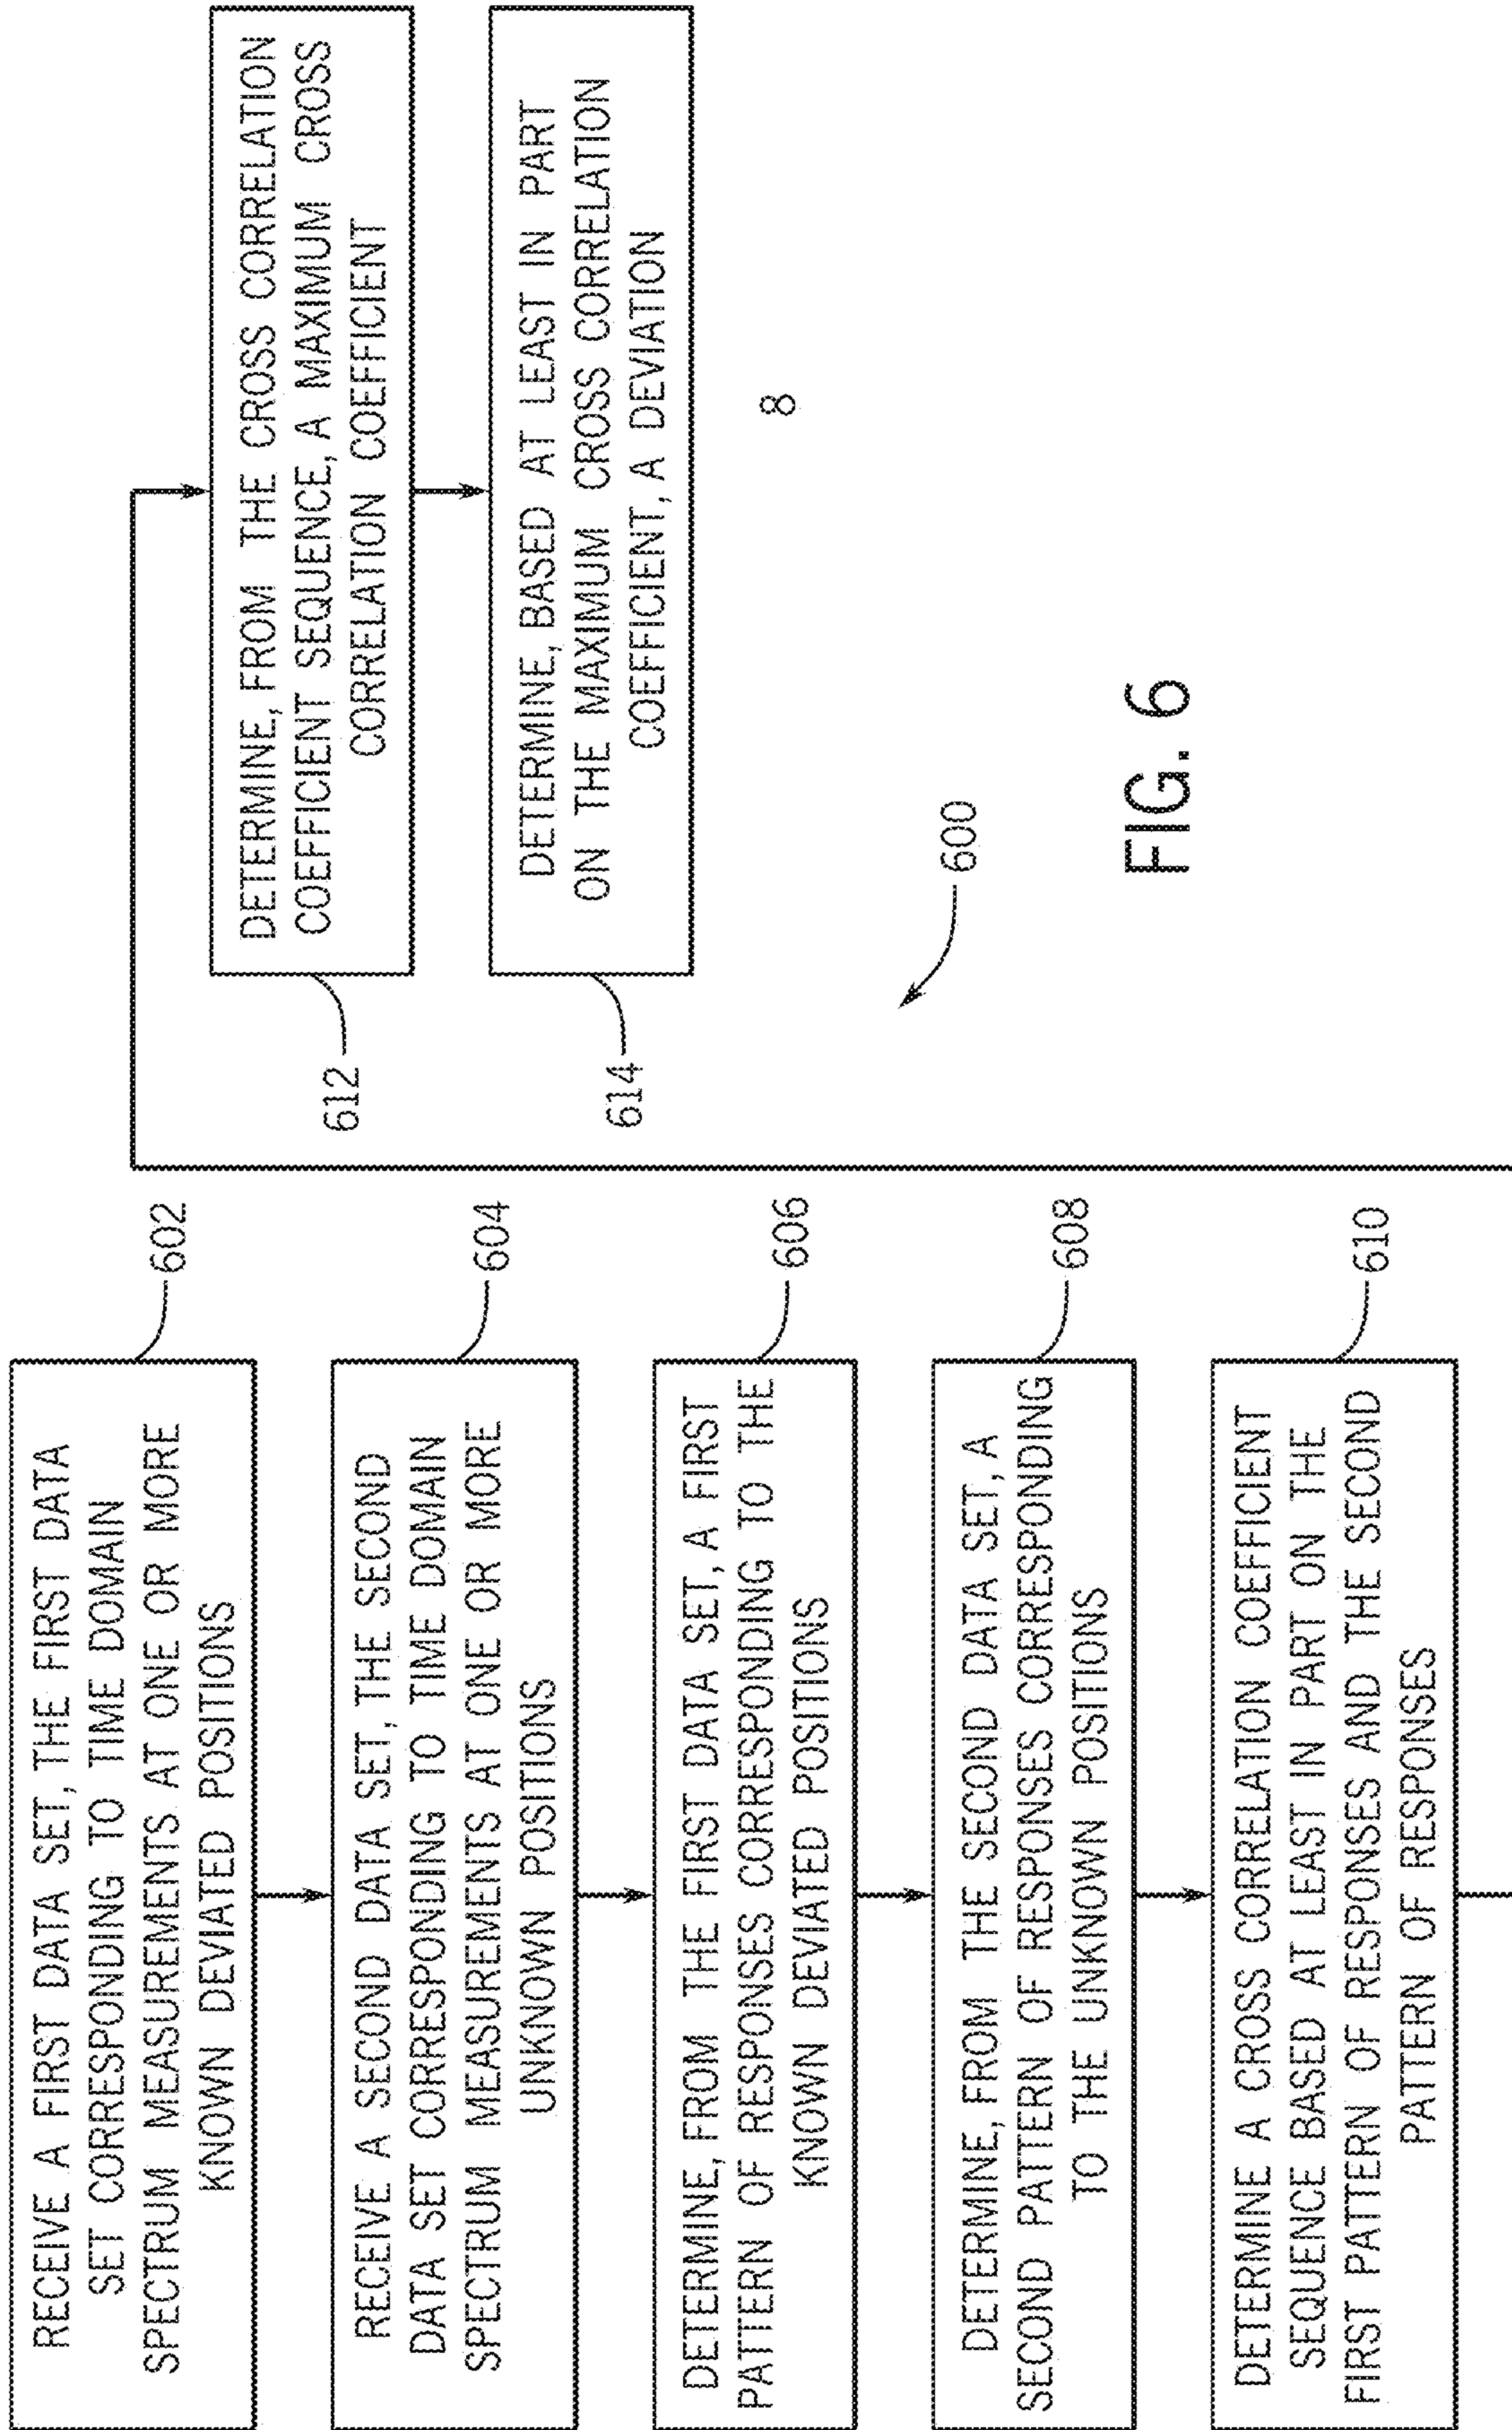 RECEIVE A FIRST DATA SET, THE FIRST DATA
SET CORRESPONDING TO TIME DOMAIN
SPECTRUM MEASUREMENTS AT ONE OR MORE
KNOWN DEVIATED POSITIONS
602
RECEIVE A SECOND DATA SET, THE SECOND
DATA SET CORRESPONDING TO TIME DOMAIN
SPECTRUM MEASUREMENTS AT ONE OR MORE
UNKNOWN POSITIONS
604
DETERMINE, FROM THE FIRST DATA SET, A FIRST
PATTERN OF RESPONSES CORRESPONDING TO THE
KNOWN DEVIATED POSITIONS
606
DETERMINE, FROM THE SECOND DATA SET, A
SECOND PATTERN OF RESPONSES CORRESPONDING
TO THE UNKNOWN POSITIONS
608
DETERMINE A CROSS CORRELATION COEFFICIENT
SEQUENCE BASED AT LEAST IN PART ON THE
FIRST PATTERN OF RESPONSES AND THE SECOND
PATTERN OF RESPONSES
610
DETERMINE, FROM THE CROSS CORRELATION
COEFFICIENT SEQUENCE, A MAXIMUM CROSS
CORRELATION COEFFICIENT
612
DETERMINE, BASED AT LEAST IN PART
ON THE MAXIMUM CROSS CORRELATION
COEFFICIENT, A DEVIATION
614
8
600
FIG. 6